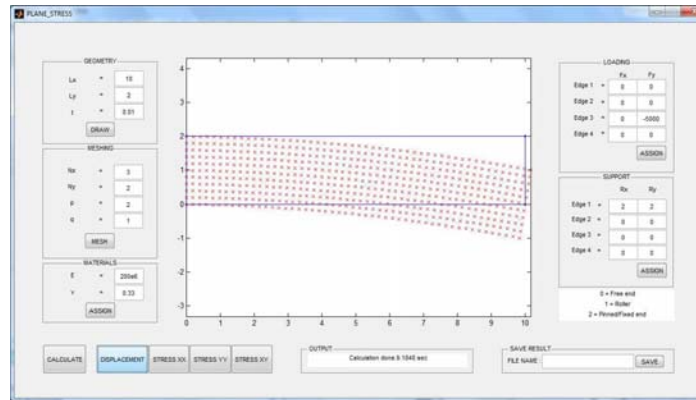 PLANE_STRESS
GEOMETRY
Lx = 10
Ly = 2
t = 0.01
DRAW
MESHING
Nx = 3
Ny = 2
p = 2
q = 1
MESH
MATERIALS
E = 200e6
v = 0.33
ASSIGN
4
3
2
1
0
-1
-2
-3
0 1 2 3 4 5 6 7 8 9 10
LOADING
Fx Fy
Edge 1 = 0 0
Edge 2 = 0 0
Edge 3 = 0 -5000
Edge 4 = 0 0
ASSIGN
SUPPORT
Rx Ry
Edge 1 = 2 2
Edge 2 = 0 0
Edge 3 = 0 0
Edge 4 = 0 0
ASSIGN
0 = Free end
1 = Roller
2 = Pinned/Fixed end
CALCULATE DISPLACEMENT STRESS XX STRESS YY STRESS XY
OUTPUT
Calculation done 9.1840 sec
SAVE RESULT
FILE NAME : SAVE